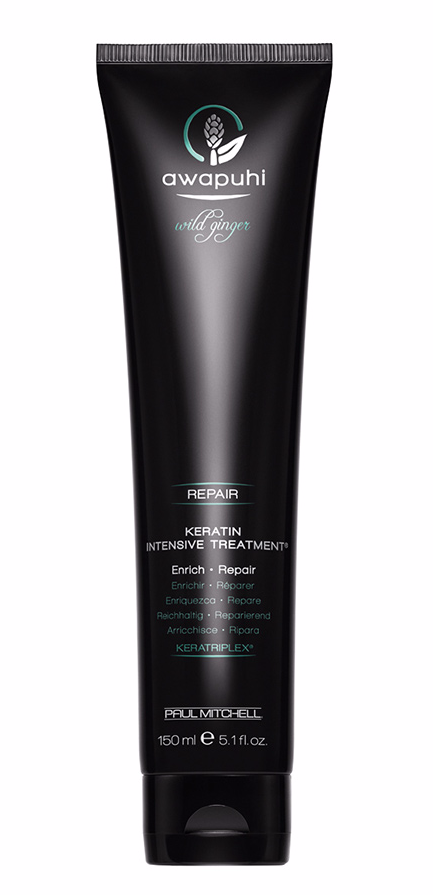 awapuhi
wild ginger
REPAIR
KERATIN
INTENSIVE TREATMENT®
Enrich • Repair
Enrichir • Réparer
Enriquezca • Repare
Reichhaltig • Reparierend
Arricchisce • Ripara
KERATRIPLEX®
PAUL MITCHELL
150 ml e 5.1 fl. oz.